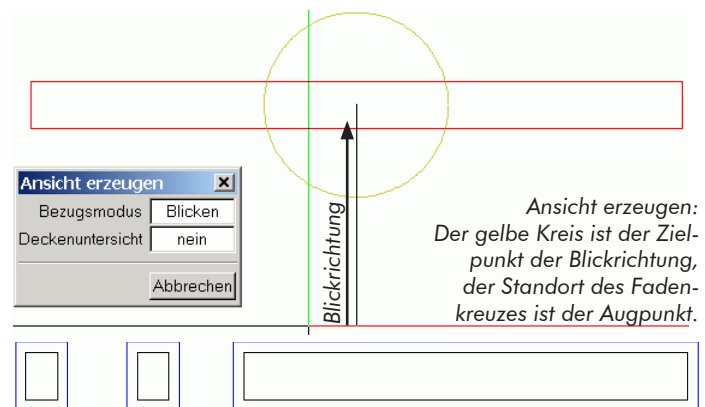 Ansicht erzeugen
Bezugsmodus Blicken
Deckenuntersicht nein
Abbrechen
Blickrichtung
Ansicht erzeugen:
Der gelbe Kreis ist der Ziel-
punkt der Blickrichtung,
der Standort des Faden-
kreuzes ist der Augpunkt.